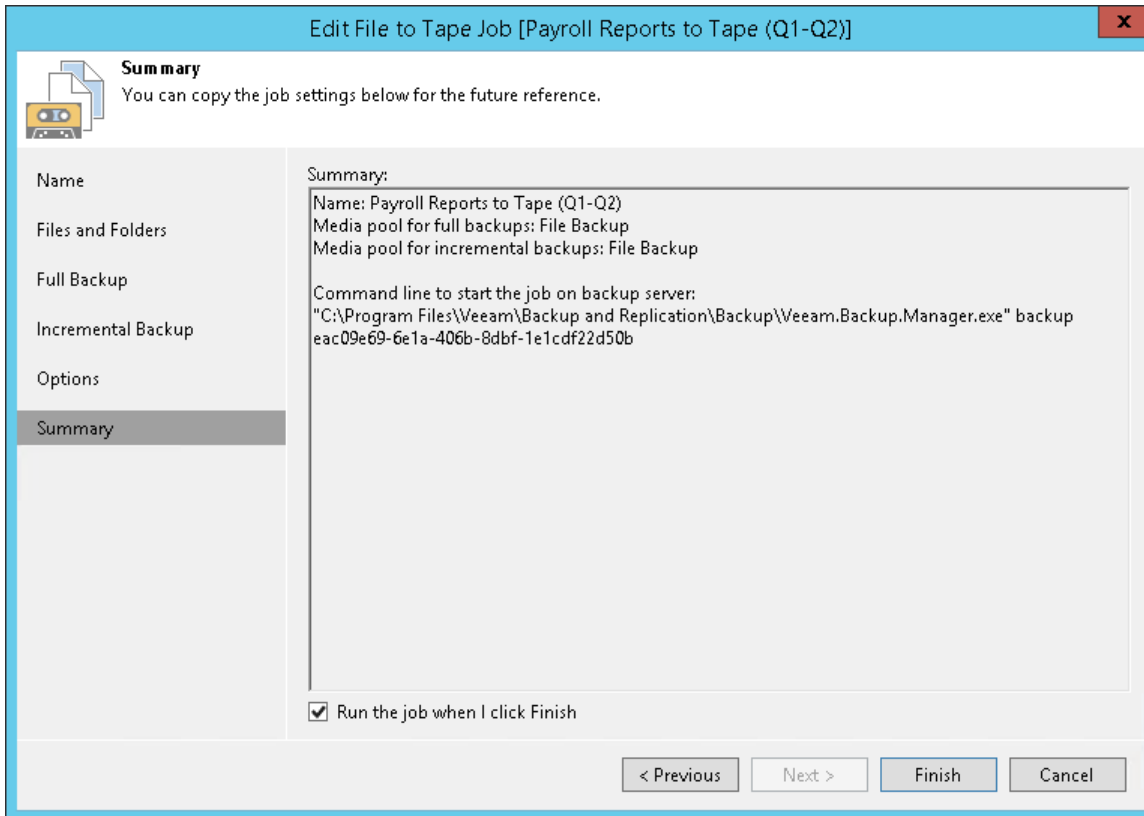 Edit File to Tape Job [Payroll Reports to Tape (Q1-Q2)]
x
Summary
You can copy the job settings below for the future reference.
Name
Files and Folders
Full Backup
Incremental Backup
Options
Summary
Summary:
Name: Payroll Reports to Tape (Q1-Q2)
Media pool for full backups: File Backup
Media pool for incremental backups: File Backup
Command line to start the job on backup server:
"C:\Program Files\Veeam\Backup and Replication\Backup\Veeam.Backup.Manager.exe" backup
eac09e69-6e1a-406b-8dbf-1e1cdf22d50b
Run the job when I click Finish
< Previous
Next >
Finish
Cancel